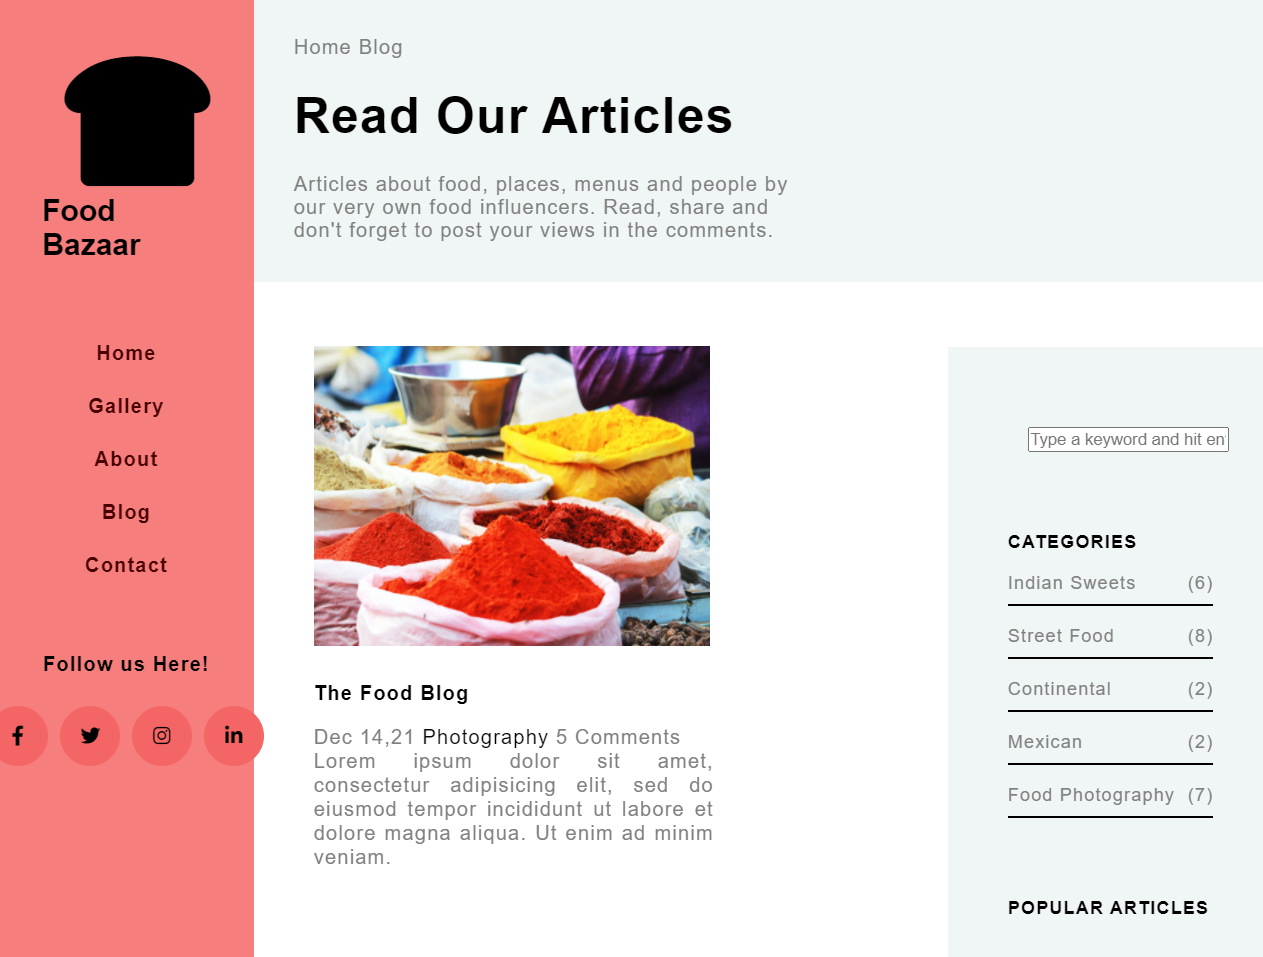 Food
Bazaar
Home
Gallery
About
Blog
Contact
Follow us Here!
Home Blog
Read Our Articles
Articles about food, places, menus and people by
our very own food influencers. Read, share and
don't forget to post your views in the comments.
The Food Blog
Dec 14,21 Photography 5 Comments
Lorem ipsum dolor sit amet,
consectetur adipisicing elit, sed do
eiusmod tempor incididunt ut labore et
dolore magna aliqua. Ut enim ad minim
veniam.
Type a keyword and hit en
CATEGORIES
Indian Sweets (6)
Street Food (8)
Continental (2)
Mexican (2)
Food Photography (7)
POPULAR ARTICLES